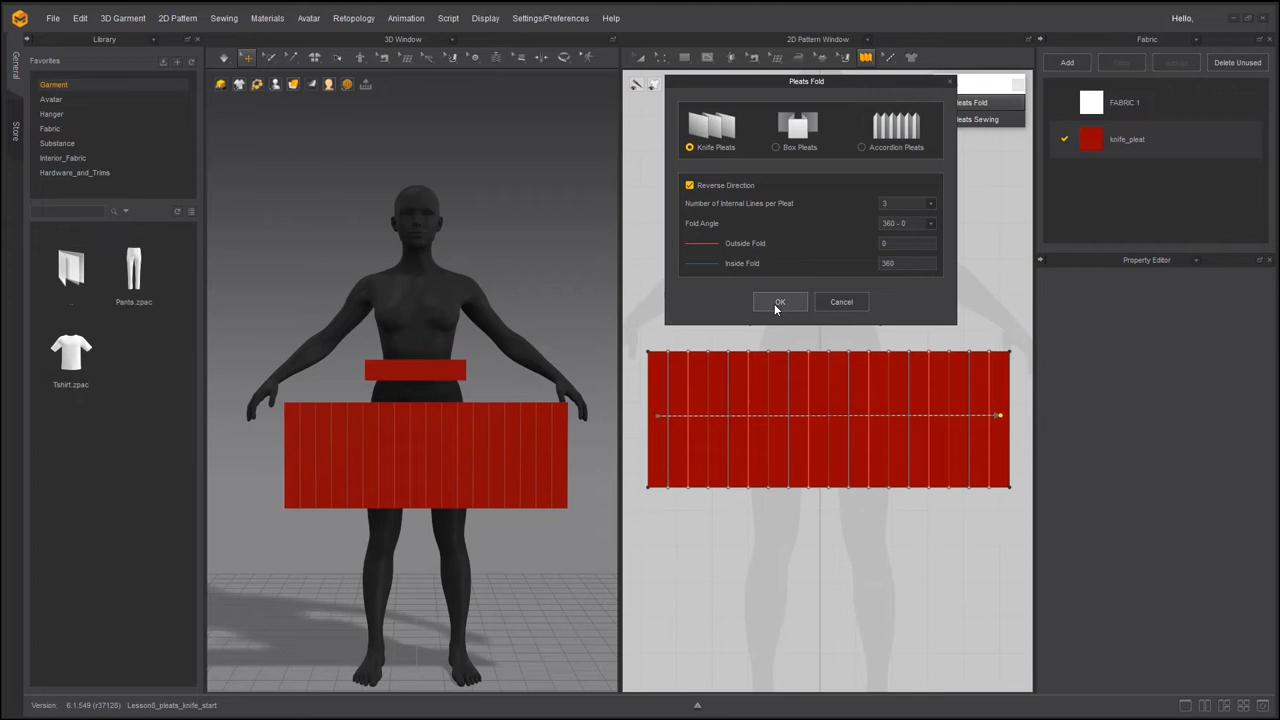 File Edit 3D Garment 2D Pattern Sewing Materials Avatar Retopology Animation Script Display Settings/Preferences Help Hello,
Library 3D Window 2D Pattern Window Fabric
General
Store
Favorites
Garment
Avatar
Hanger
Fabric
Substance
Interior_Fabric
Hardware_and_Trims
..
Pants.zpac
Tshirt.zpac
Pleats Fold
Knife Pleats Box Pleats Accordion Pleats
Reverse Direction
Number of Internal Lines per Pleat 3
Fold Angle 360 - 0
Outside Fold 0
Inside Fold 360
OK Cancel
leats Fold
leats Sewing
Add Delete Unused
FABRIC 1
knife_pleat
Property Editor
Version: 6.1.549 (r37128) Lesson8_pleats_knife_start